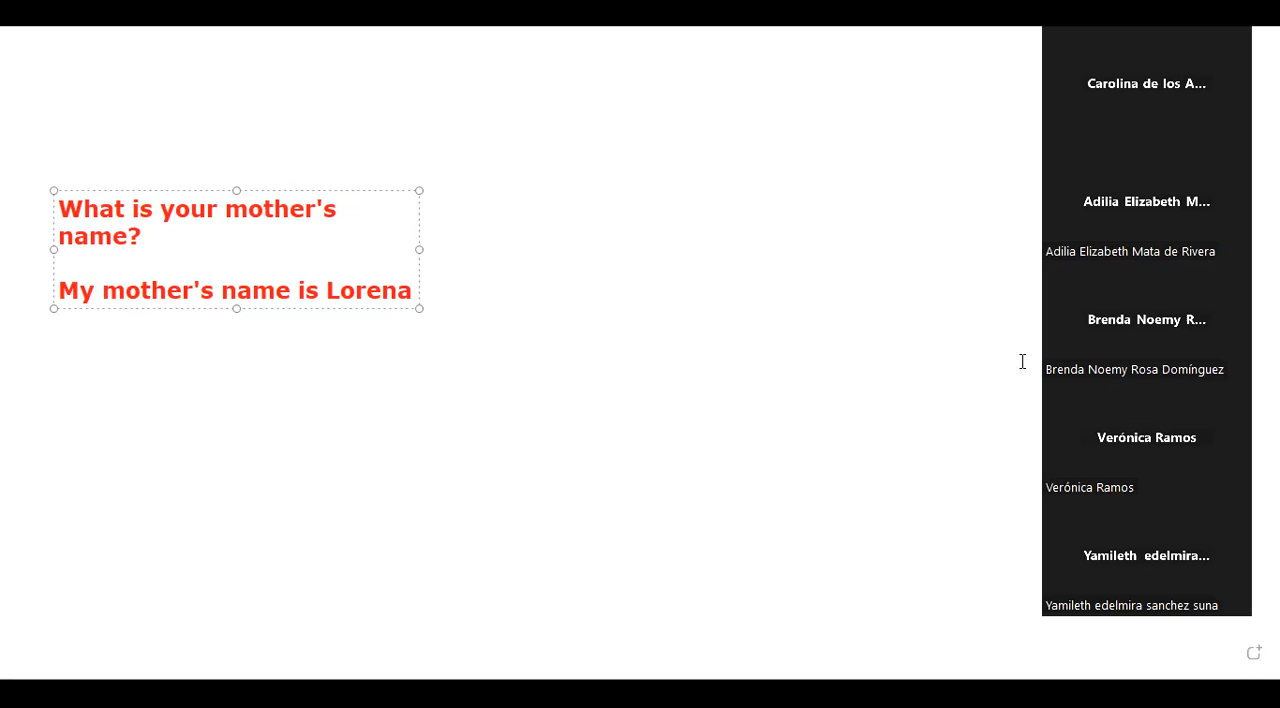 What is your mother's
name?
My mother's name is Lorena
Carolina de los A...
Adilia Elizabeth M...
Adilia Elizabeth Mata de Rivera
Brenda Noemy R...
Brenda Noemy Rosa Domínguez
Verónica Ramos
Verónica Ramos
Yamileth edelmira...
Yamileth edelmira sanchez suna